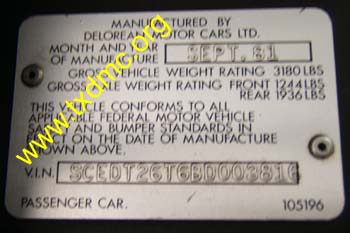 MANUFACTURED BY
DELOREAN MOTOR CARS LTD.
MONTH AND YEAR
OF MANUFACTURE SEPT. 81
GROSS VEHICLE WEIGHT RATING 3180 LBS
GROSS AXLE WEIGHT RATING FRONT 1244 LBS
REAR 1936 LBS
THIS VEHICLE CONFORMS TO ALL
APPLICABLE FEDERAL MOTOR VEHICLE
SAFETY AND BUMPER STANDARDS IN
EFFECT ON THE DATE OF MANUFACTURE
SHOWN ABOVE.
V.I.N. SCEDT26T6BD003816
PASSENGER CAR. 105196
www.txdmc.org